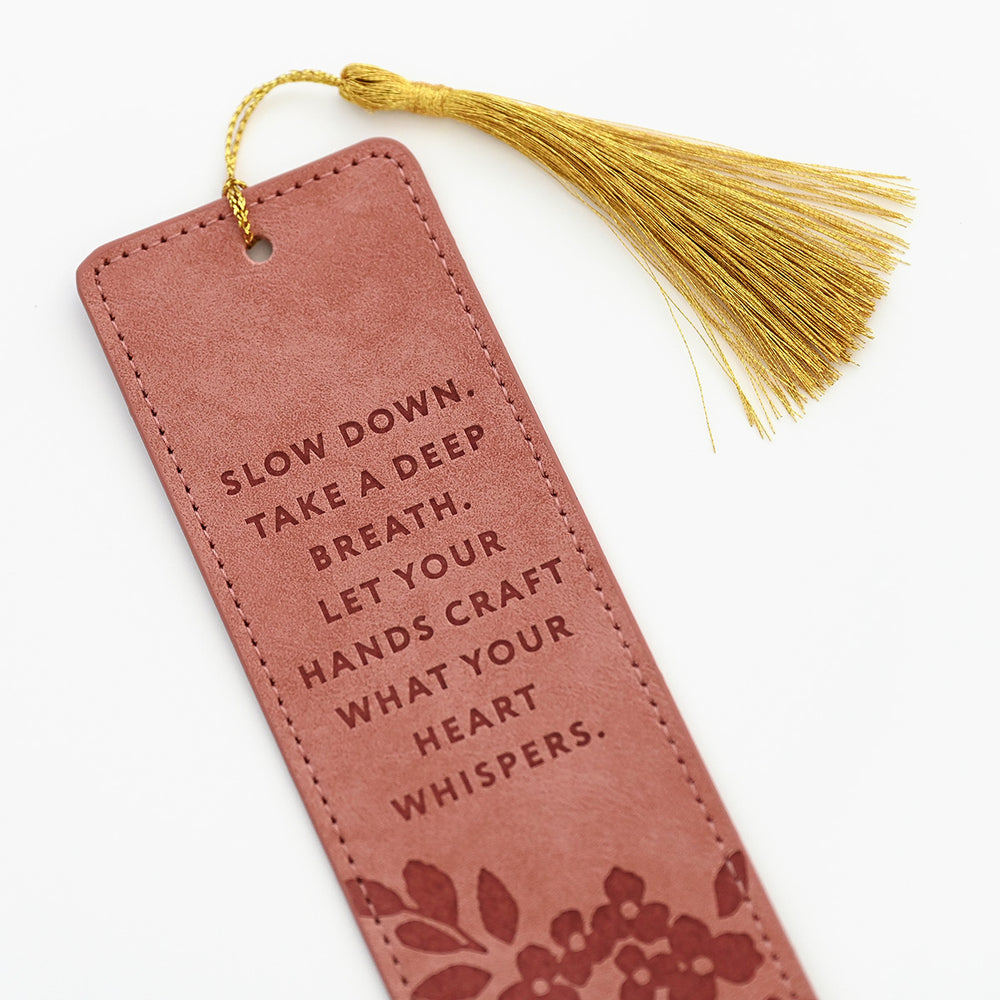 SLOW DOWN.
TAKE A DEEP
BREATH.
LET YOUR
HANDS CRAFT
WHAT YOUR
HEART
WHISPERS.